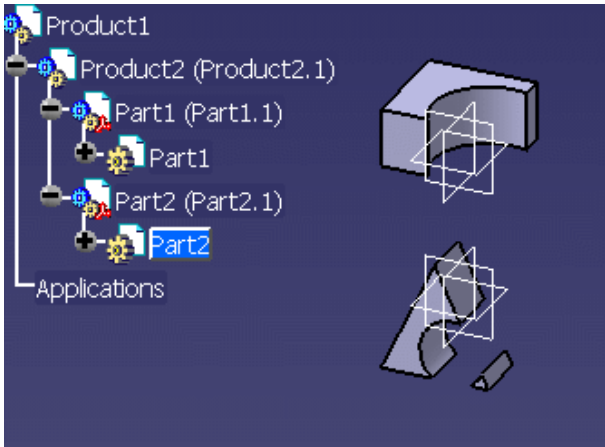 Product1
Product2 (Product2.1)
Part1 (Part1.1)
Part1
Part2 (Part2.1)
Part2
Applications